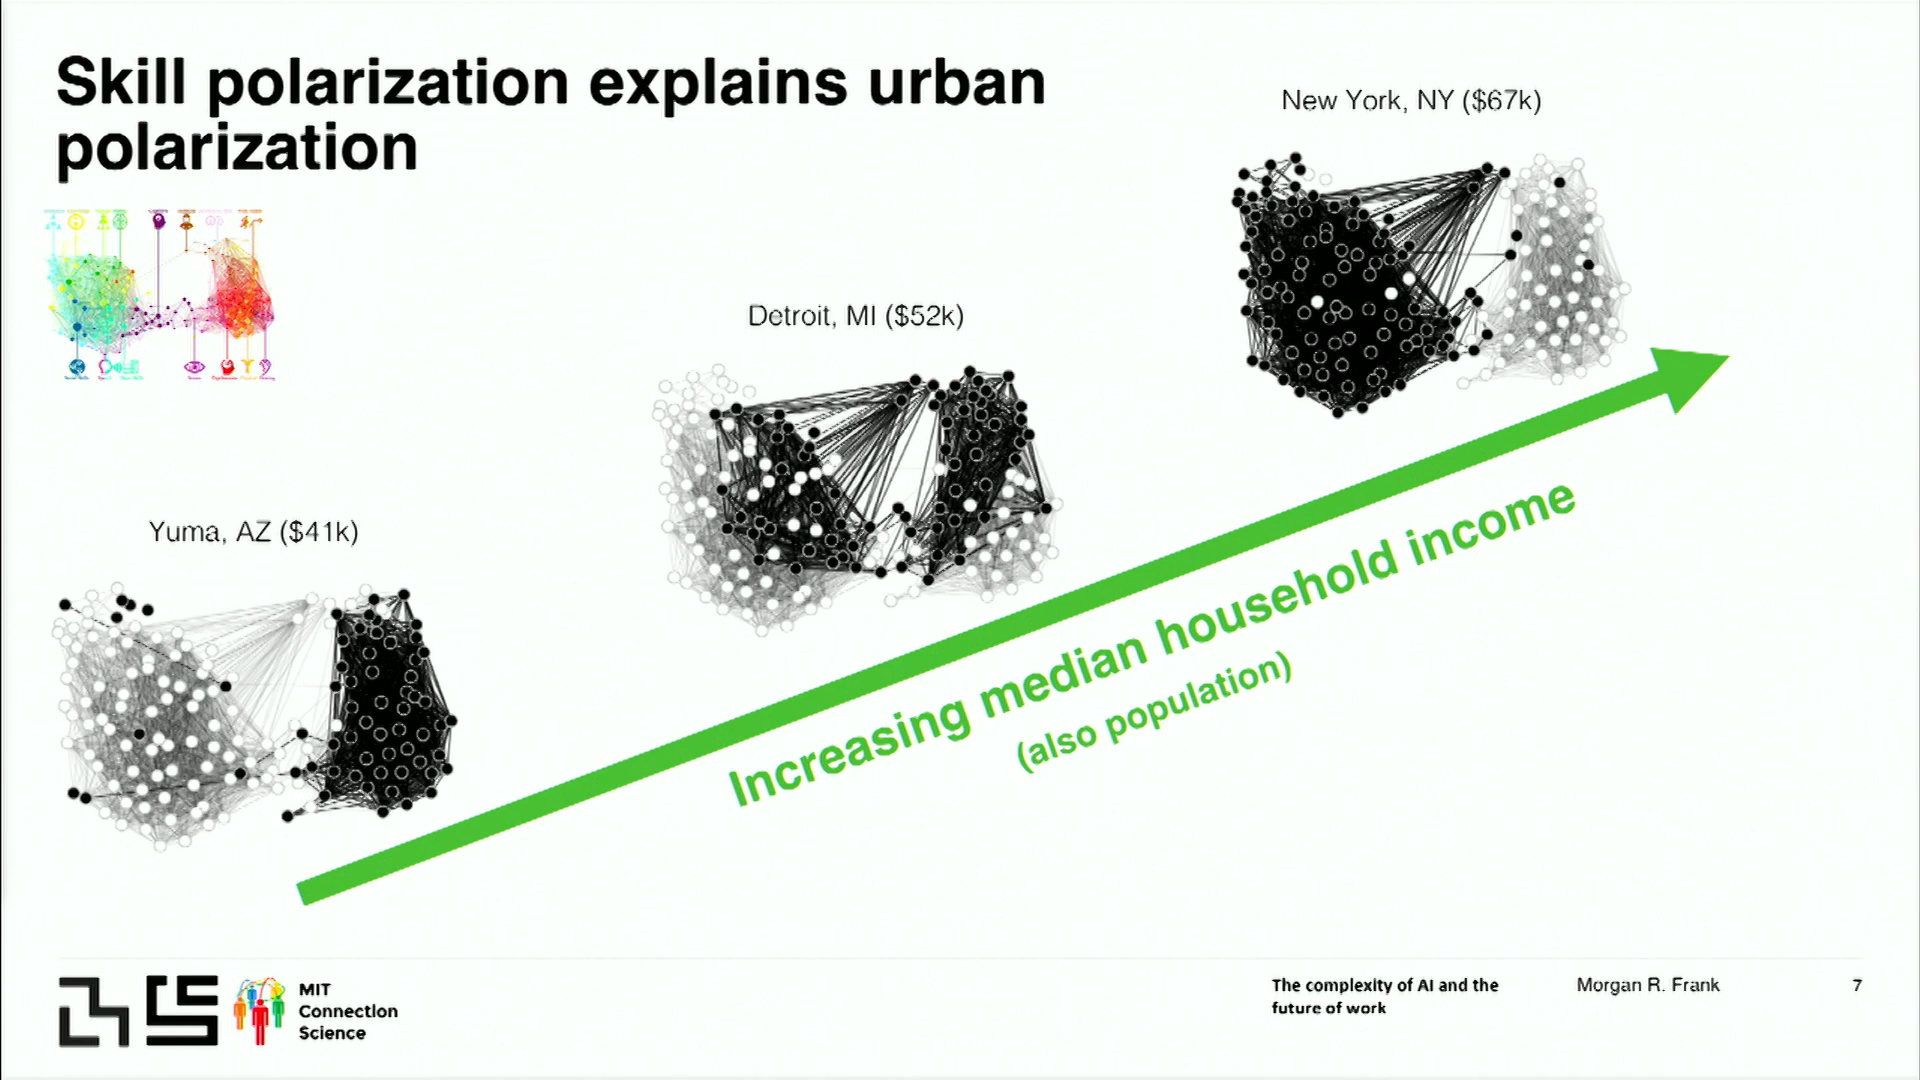 Skill polarization explains urban
polarization
New York, NY ($67k)
Detroit, MI ($52k)
Yuma, AZ ($41k)
Increasing median household income
(also population)
MIT
Connection
Science
The complexity of AI and the
future of work
Morgan R. Frank
7